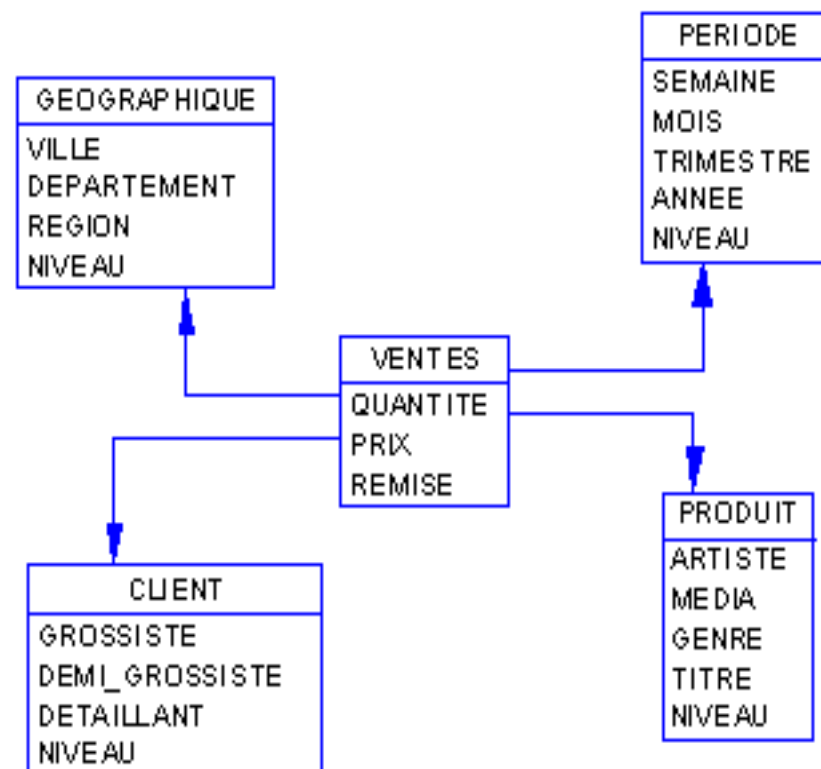 GEOGRAPHIQUE
VILLE
DEPARTEMENT
REGION
NIVEAU
PERIODE
SEMAINE
MOIS
TRIMESTRE
ANNEE
NIVEAU
VENTES
QUANTITE
PRIX
REMISE
CLIENT
GROSSISTE
DEMI_GROSSISTE
DETAILLANT
NIVEAU
PRODUIT
ARTISTE
MEDIA
GENRE
TITRE
NIVEAU